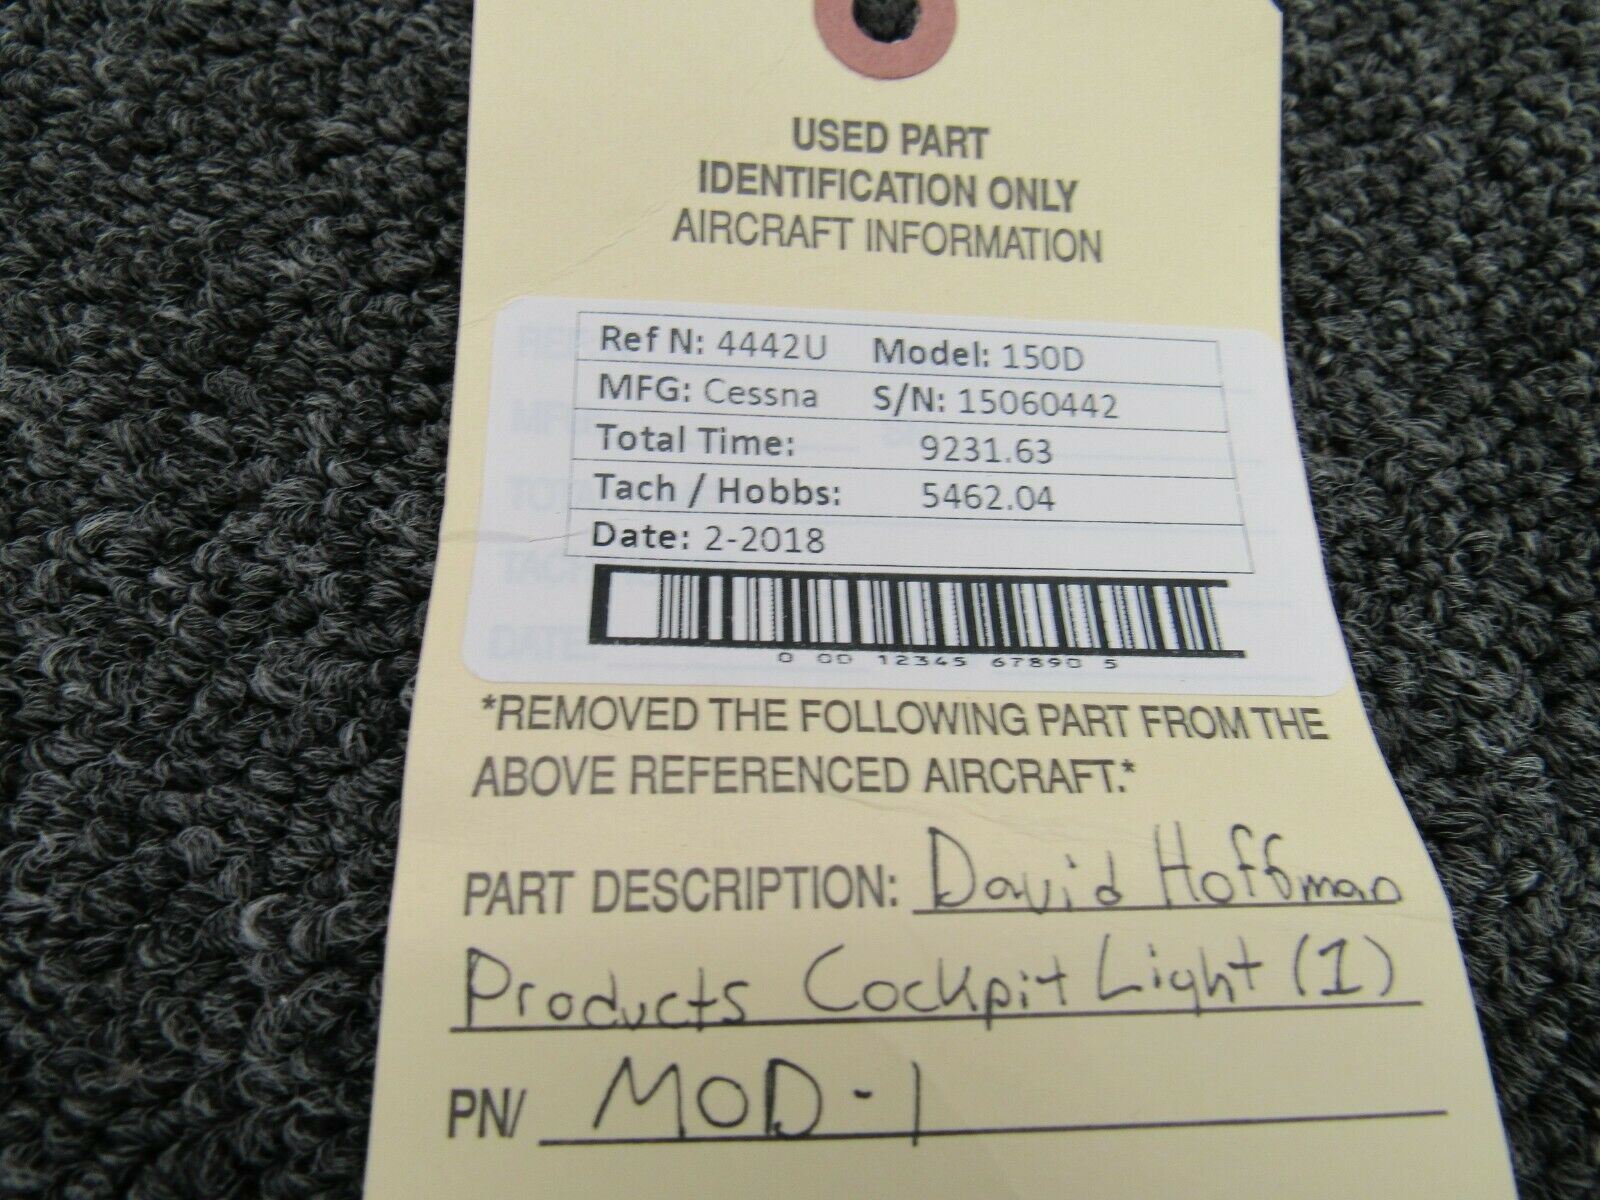 USED PART
IDENTIFICATION ONLY
AIRCRAFT INFORMATION
Ref N: 4442U Model: 150D
MFG: Cessna S/N: 15060442
Total Time: 9231.63
Tach / Hobbs: 5462.04
Date: 2-2018
0 00 12345 67890 5
*REMOVED THE FOLLOWING PART FROM THE
ABOVE REFERENCED AIRCRAFT.*
PART DESCRIPTION: David Hoffman
Products Cockpit Light (1)
PN/ MOD-1